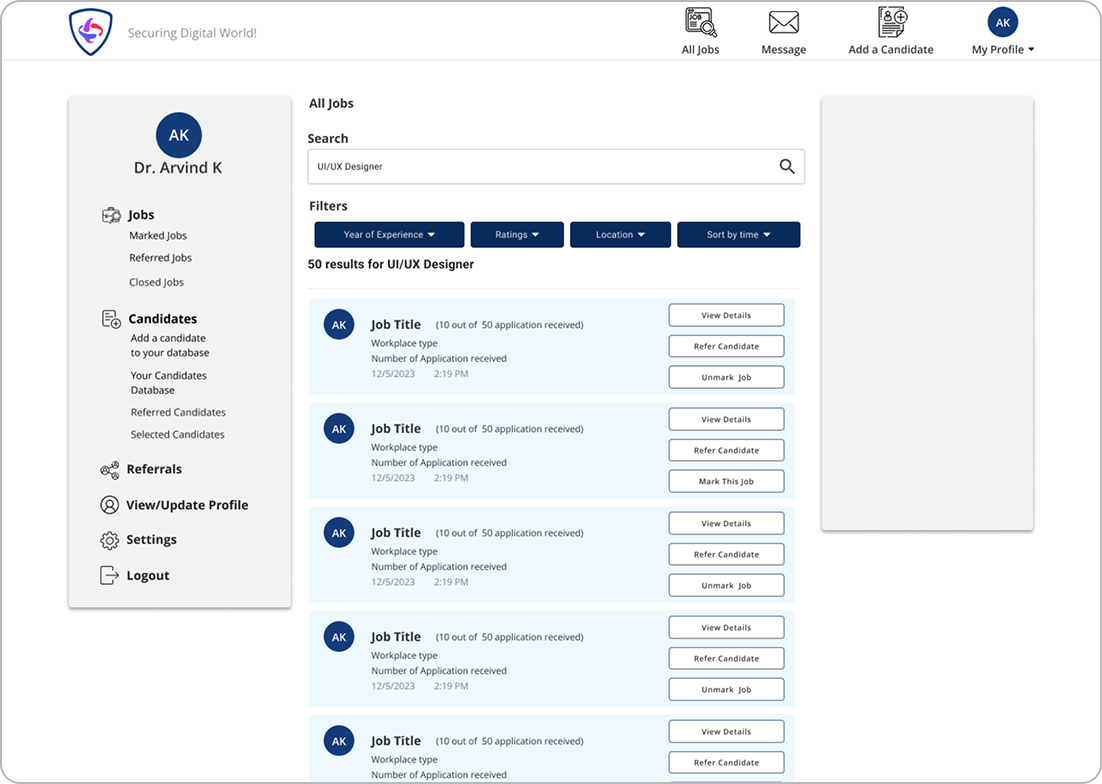 Securing Digital World!
All Jobs
Message
Add a Candidate
AK
My Profile
AK
Dr. Arvind K
Jobs
Marked Jobs
Referred Jobs
Closed Jobs
Candidates
Add a candidate
to your database
Your Candidates
Database
Referred Candidates
Selected Candidates
Referrals
View/Update Profile
Settings
Logout
All Jobs
Search
UI/UX Designer
Filters
Year of Experience
Ratings
Location
Sort by time
50 results for UI/UX Designer
AK
Job Title (10 out of 50 application received)
Workplace type
Number of Application received
12/5/2023 2:19 PM
View Details
Refer Candidate
Unmark Job
AK
Job Title (10 out of 50 application received)
Workplace type
Number of Application received
12/5/2023 2:19 PM
View Details
Refer Candidate
Mark This Job
AK
Job Title (10 out of 50 application received)
Workplace type
Number of Application received
12/5/2023 2:19 PM
View Details
Refer Candidate
Unmark Job
AK
Job Title (10 out of 50 application received)
Workplace type
Number of Application received
12/5/2023 2:19 PM
View Details
Refer Candidate
Unmark Job
AK
Job Title (10 out of 50 application received)
Workplace type
Number of Application received
View Details
Refer Candidate